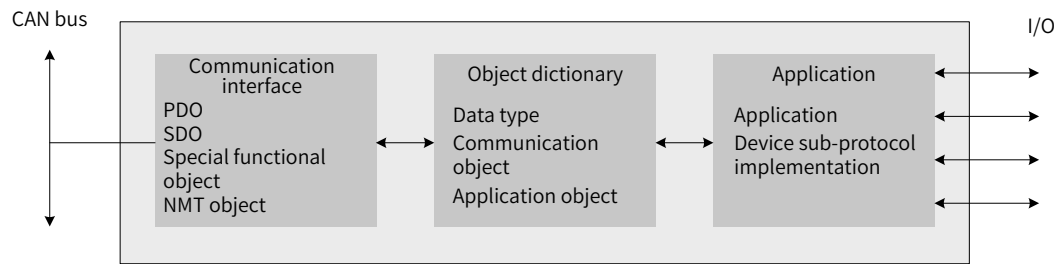 CAN bus
I/O
Communication
interface
PDO
SDO
Special functional
object
NMT object
Object dictionary
Data type
Communication
object
Application object
Application
Application
Device sub-protocol
implementation